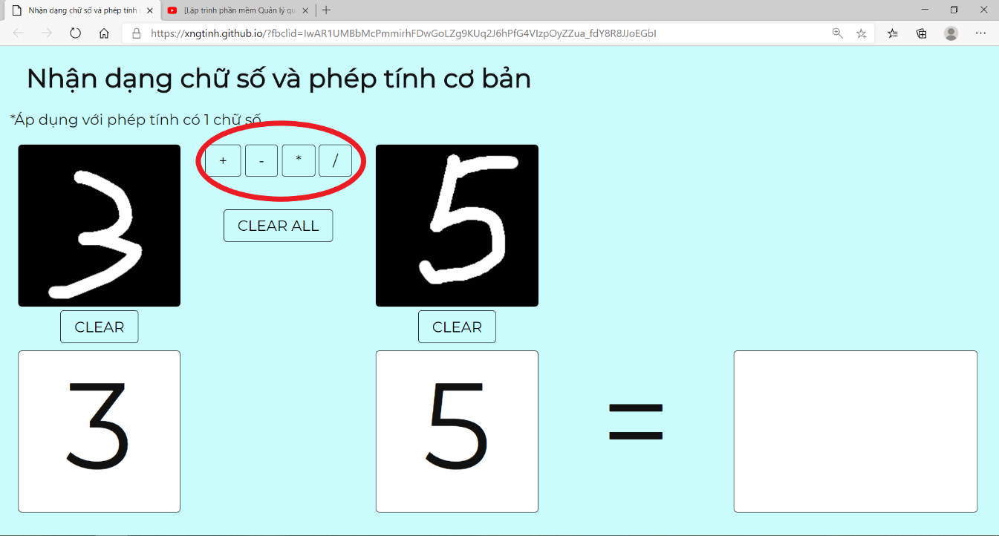 Nhận dạng chữ số và phép tính
[Lập trình phần mềm Quản lý qu
https://xngtinh.github.io/?fbclid=IwAR1UMBbMcPmmirhFDwGoLZg9KUq2J6hPfG4VIzpOyZZua_fdY8R8JJoEGbI
Nhận dạng chữ số và phép tính cơ bản
*Áp dụng với phép tính có 1 chữ số
3
+ - * /
5
CLEAR ALL
CLEAR
CLEAR
3 5 =